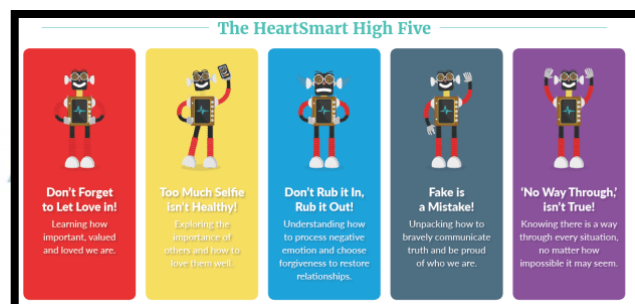 The HeartSmart High Five
Don't Forget
to Let Love in!
Learning how
important, valued
and loved we are.
Too Much Selfie
isn't Healthy!
Exploring the
importance of
others and how to
love them well.
Don't Rub it In,
Rub it Out!
Understanding how
to process negative
emotion and choose
forgiveness to restore
relationships.
Fake is
a Mistake!
Unpacking how to
bravely communicate
truth and be proud
of who we are.
'No Way Through,'
isn't True!
Knowing there is a way
through every situation,
no matter how
impossible it may seem.